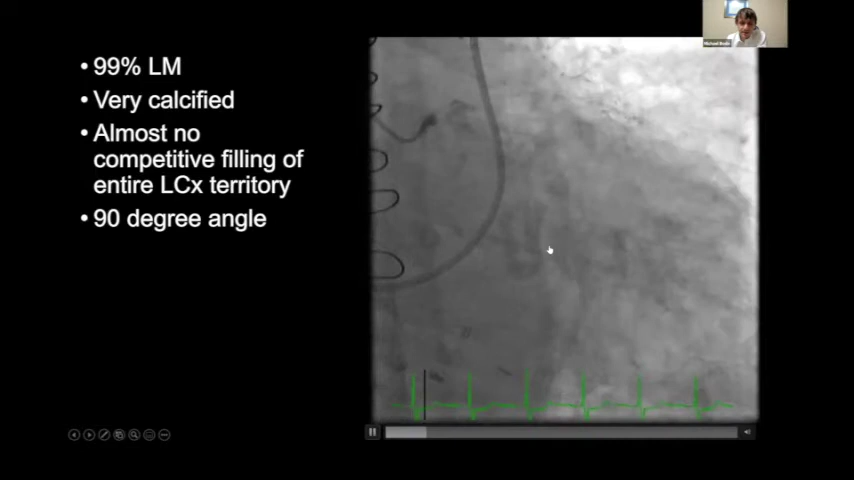 • 99% LM
• Very calcified
• Almost no
competitive filling of
entire LCx territory
• 90 degree angle